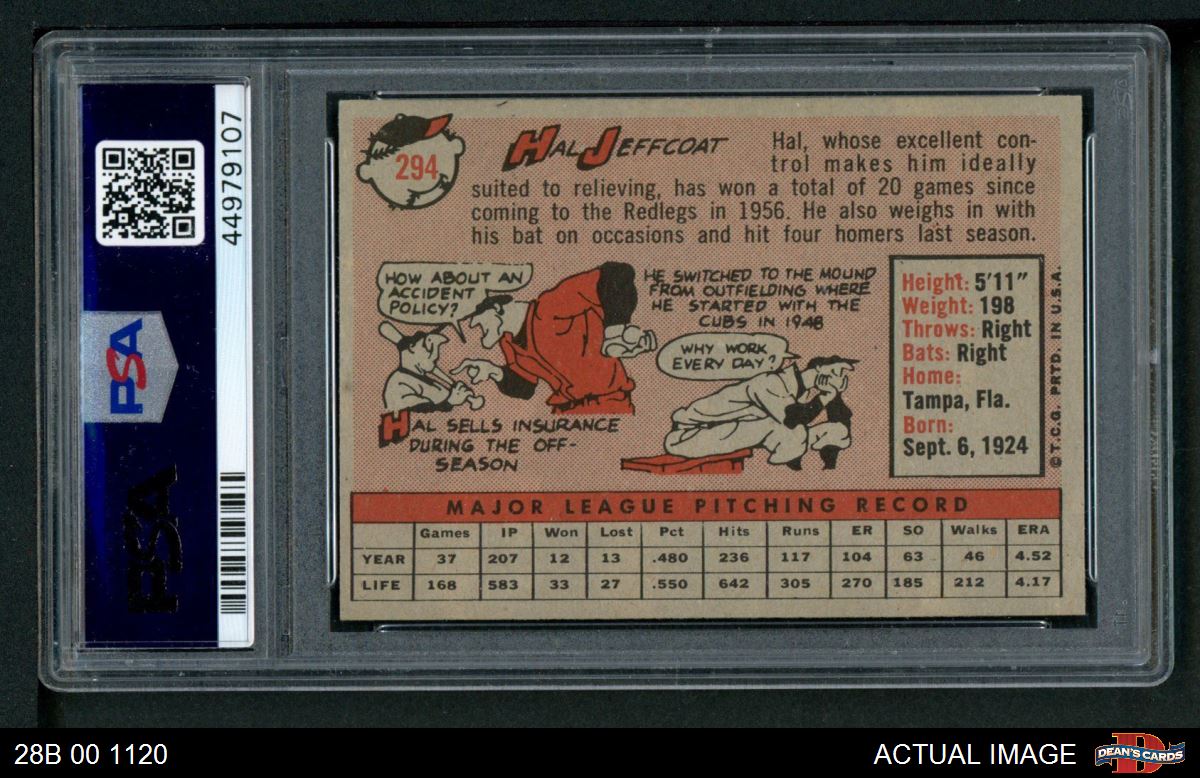 44979107
PSA
PSA
294
HAL JEFFCOAT
Hal, whose excellent con-
trol makes him ideally
suited to relieving, has won a total of 20 games since
coming to the Redlegs in 1956. He also weighs in with
his bat on occasions and hit four homers last season.
HOW ABOUT AN
ACCIDENT
POLICY?
HAL SELLS INSURANCE
DURING THE OFF-
SEASON
HE SWITCHED TO THE MOUND
FROM OUTFIELDING WHERE
HE STARTED WITH THE
CUBS IN 1948
WHY WORK
EVERY DAY?
Height: 5'11"
Weight: 198
Throws: Right
Bats: Right
Home:
Tampa, Fla.
Born:
Sept. 6, 1924
©T.C.G. PRTD. IN U.S.A.
MAJOR LEAGUE PITCHING RECORD
Games IP Won Lost Pct Hits Runs ER SO Walks ERA
YEAR 37 207 12 13 .480 236 117 104 63 46 4.52
LIFE 168 583 33 27 .550 642 305 270 185 212 4.17
28B 00 1120
ACTUAL IMAGE
DEAN'S CARDS